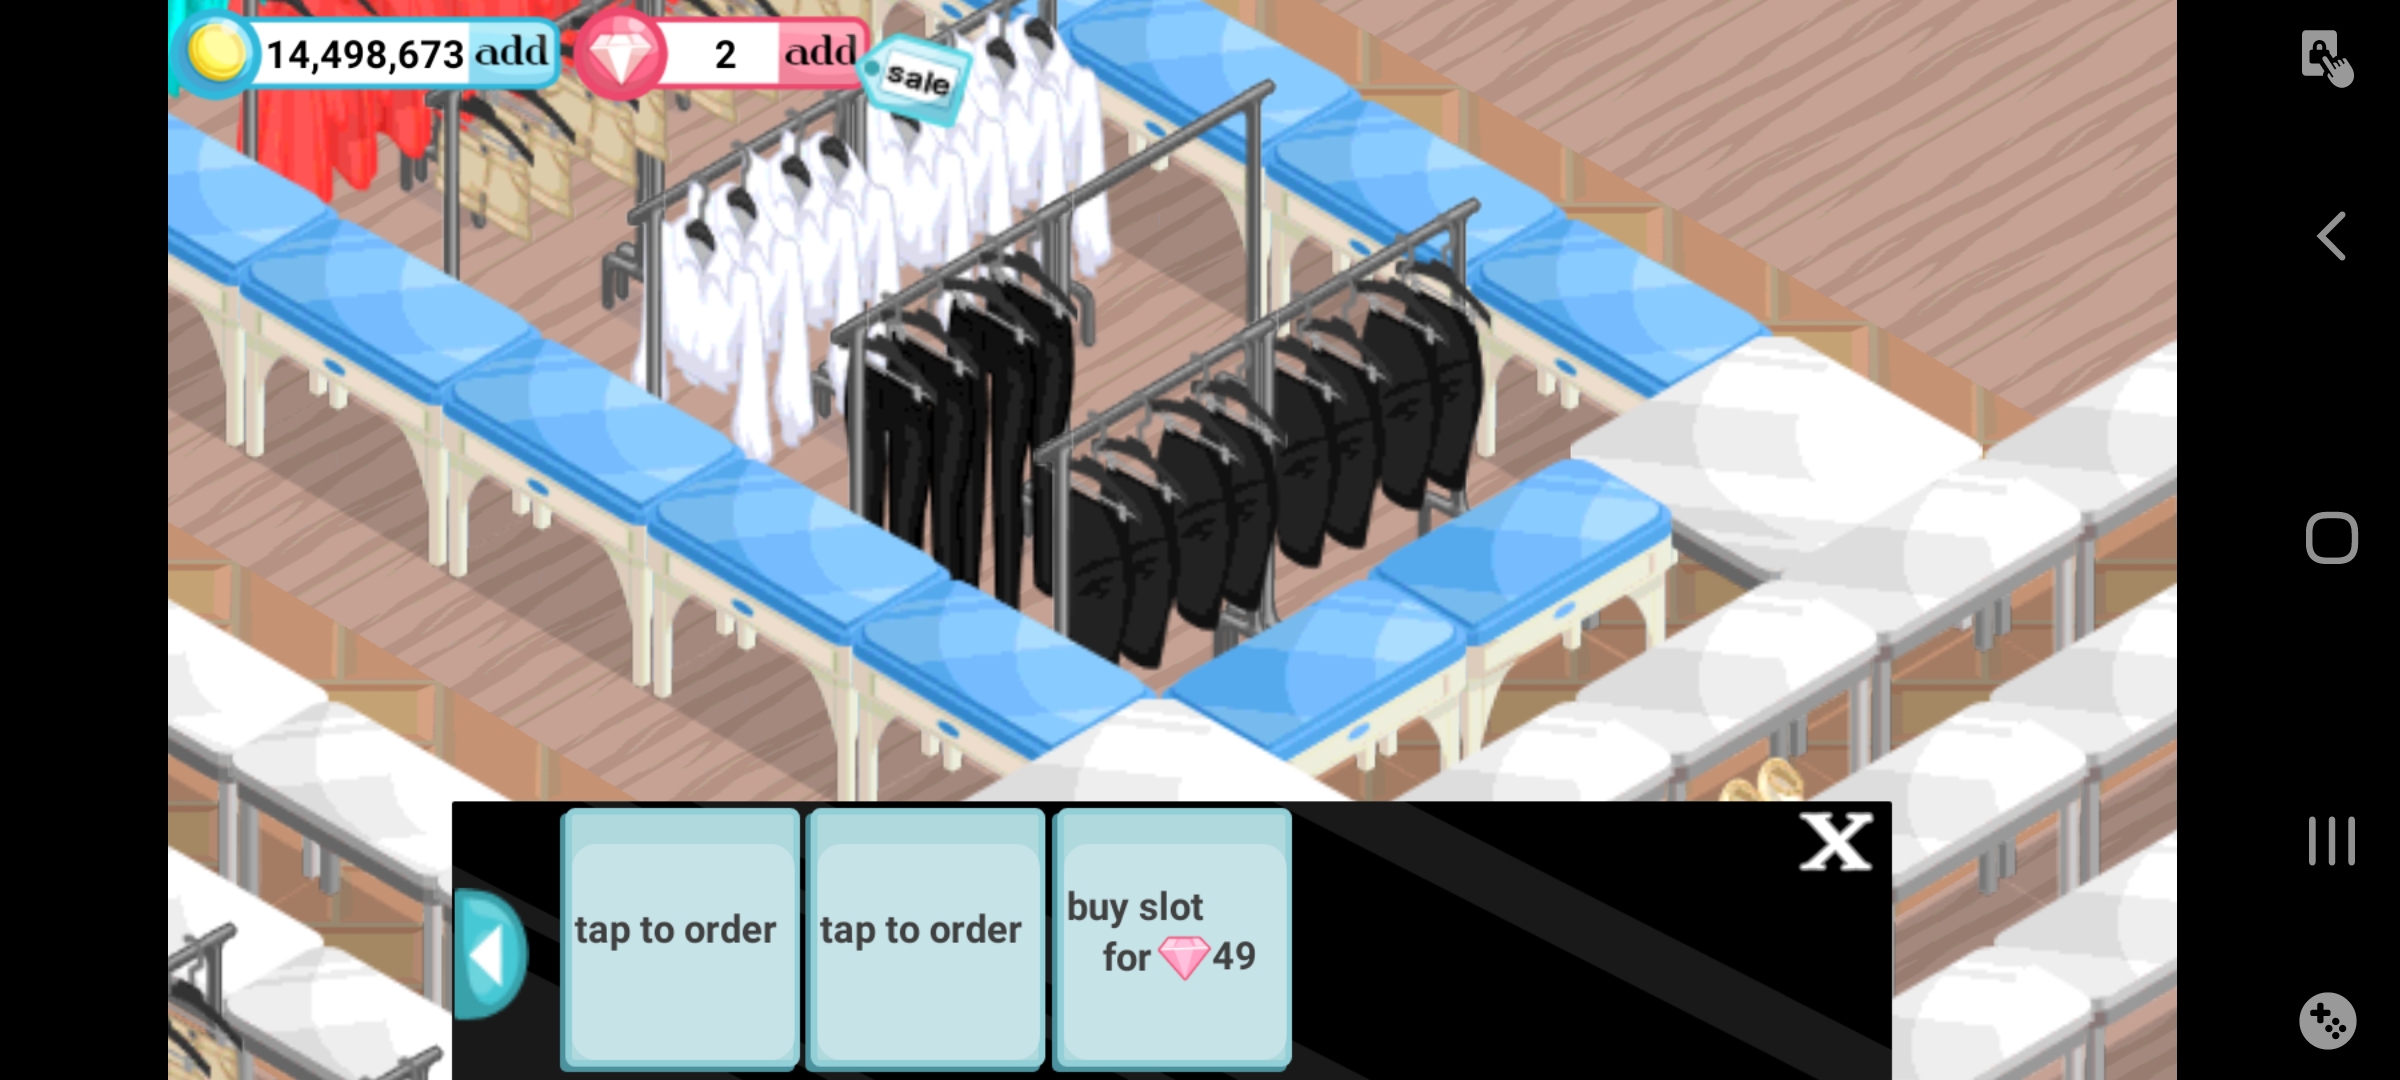 14,498,673 add
2 add
sale
tap to order
tap to order
buy slot
for 49
X